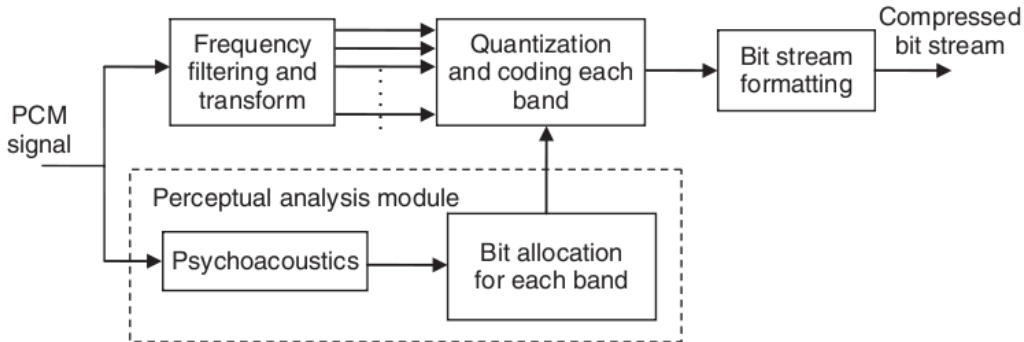 PCM
signal
Frequency
filtering and
transform
Quantization
and coding each
band
Bit stream
formatting
Compressed
bit stream
Perceptual analysis module
Psychoacoustics
Bit allocation
for each band